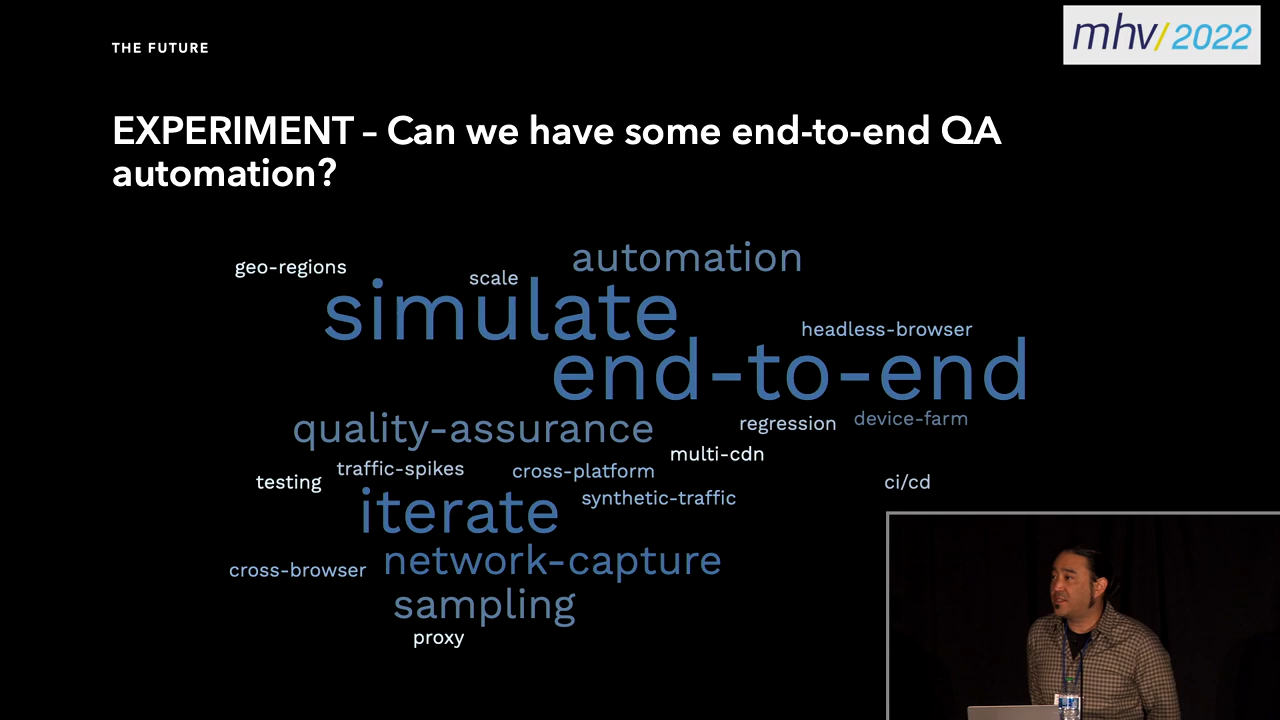 THE FUTURE
mhv/2022
EXPERIMENT – Can we have some end-to-end QA
automation?
automation
geo-regions
scale
simulate
headless-browser
end-to-end
quality-assurance
regression
device-farm
multi-cdn
testing
traffic-spikes
cross-platform
ci/cd
iterate
synthetic-traffic
cross-browser
network-capture
sampling
proxy